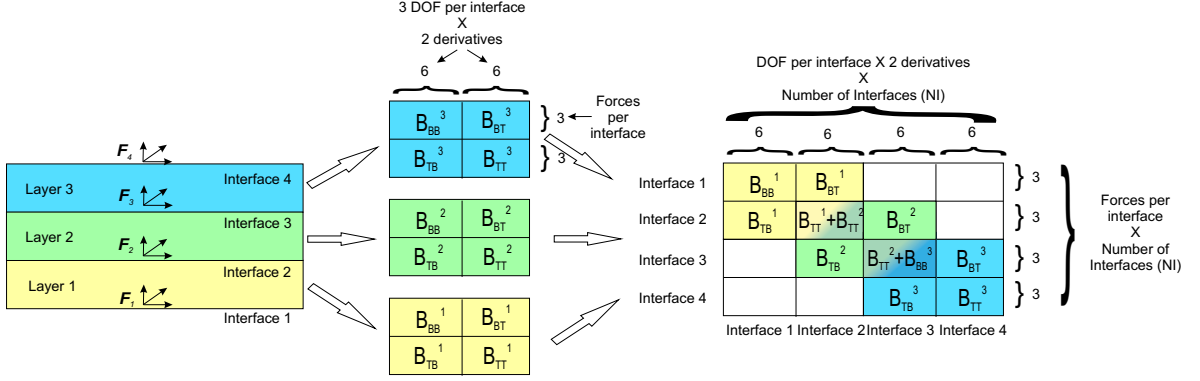 3 DOF per interface
X
2 derivatives
6 6
B_BB^3 B_BT^3
B_TB^3 B_TT^3
3
3
Forces
per
interface
F_4
Layer 3
Interface 4
F_3
Interface 3
Layer 2
F_2
Interface 2
Layer 1
F_1
Interface 1
B_BB^2 B_BT^2
B_TB^2 B_TT^2
B_BB^1 B_BT^1
B_TB^1 B_TT^1
DOF per interface X 2 derivatives
X
Number of Interfaces (NI)
6 6 6 6
Interface 1 B_BB^1 B_BT^1 3
Interface 2 B_TB^1 B_TT^1+B_TT^2 B_BT^2 3
Interface 3 B_TB^2 B_TT^2+B_BB^3 B_BT^3 3
Interface 4 B_TB^3 B_TT^3 3
Interface 1 Interface 2 Interface 3 Interface 4
Forces per
interface
X
Number of
Interfaces (NI)